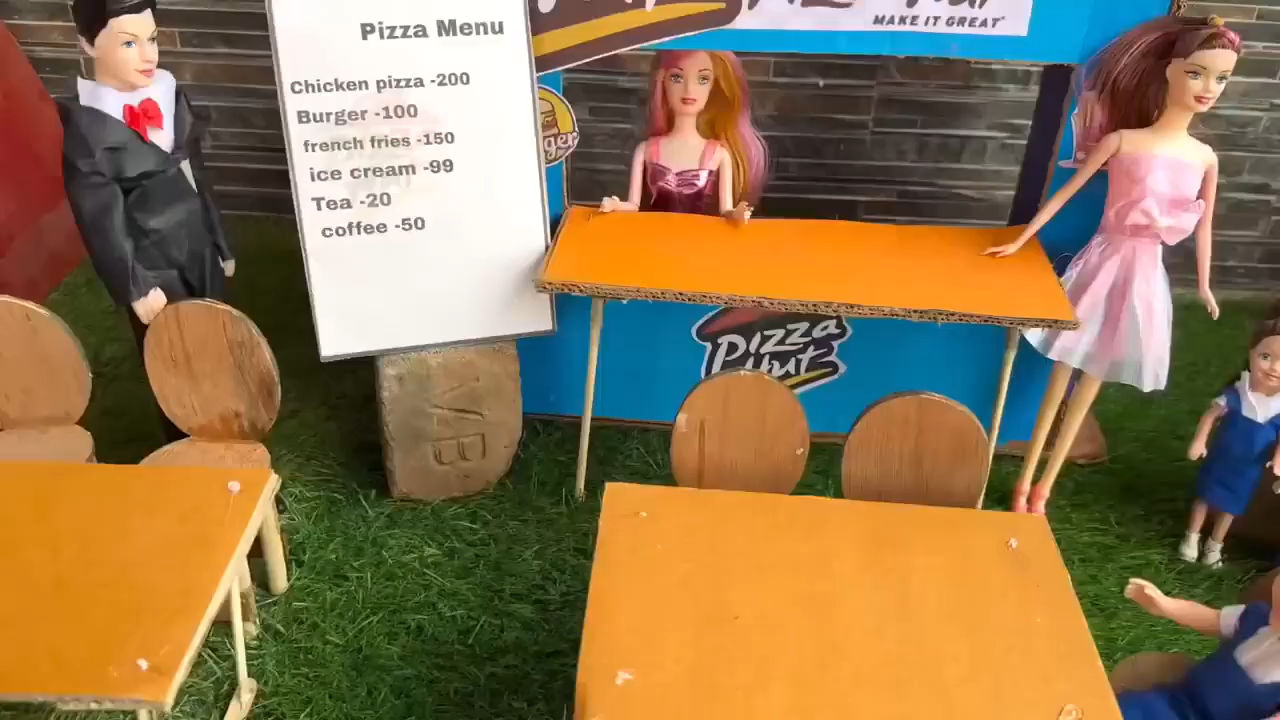 MAKE IT GREAT
Pizza Menu
Chicken pizza -200
Burger -100
french fries -150
ice cream -99
Tea -20
coffee -50
Pizza
Hut
VB